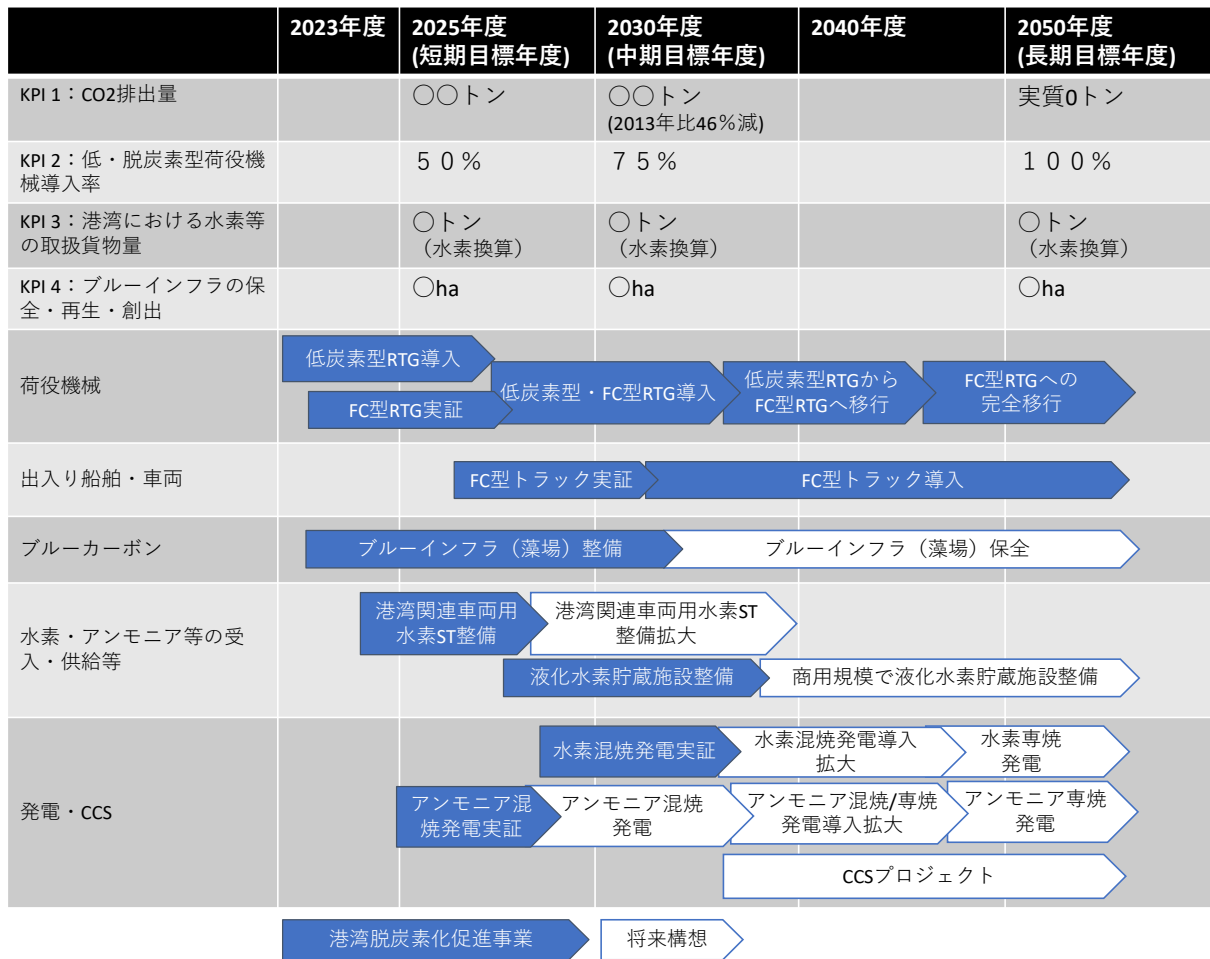 2023年度
2025年度
(短期目標年度)
2030年度
(中期目標年度)
2040年度
2050年度
(長期目標年度)
KPI 1：CO2排出量
○○トン
○○トン
(2013年比46%減)
実質0トン
KPI 2：低・脱炭素型荷役機
械導入率
５０%
７５%
１００%
KPI 3：港湾における水素等
の取扱貨物量
○トン
（水素換算）
○トン
（水素換算）
○トン
（水素換算）
KPI 4：ブルーインフラの保
全・再生・創出
○ha
○ha
○ha
荷役機械
低炭素型RTG導入
FC型RTG実証
低炭素型・FC型RTG導入
低炭素型RTGから
FC型RTGへ移行
FC型RTGへの
完全移行
出入り船舶・車両
FC型トラック実証
FC型トラック導入
ブルーカーボン
ブルーインフラ（藻場）整備
ブルーインフラ（藻場）保全
水素・アンモニア等の受
入・供給等
港湾関連車両用
水素ST整備
港湾関連車両用水素ST
整備拡大
液化水素貯蔵施設整備
商用規模で液化水素貯蔵施設整備
発電・CCS
水素混焼発電実証
水素混焼発電導入
拡大
水素専焼
発電
アンモニア混
焼発電実証
アンモニア混焼
発電
アンモニア混焼/専焼
発電導入拡大
アンモニア専焼
発電
CCSプロジェクト
港湾脱炭素化促進事業
将来構想